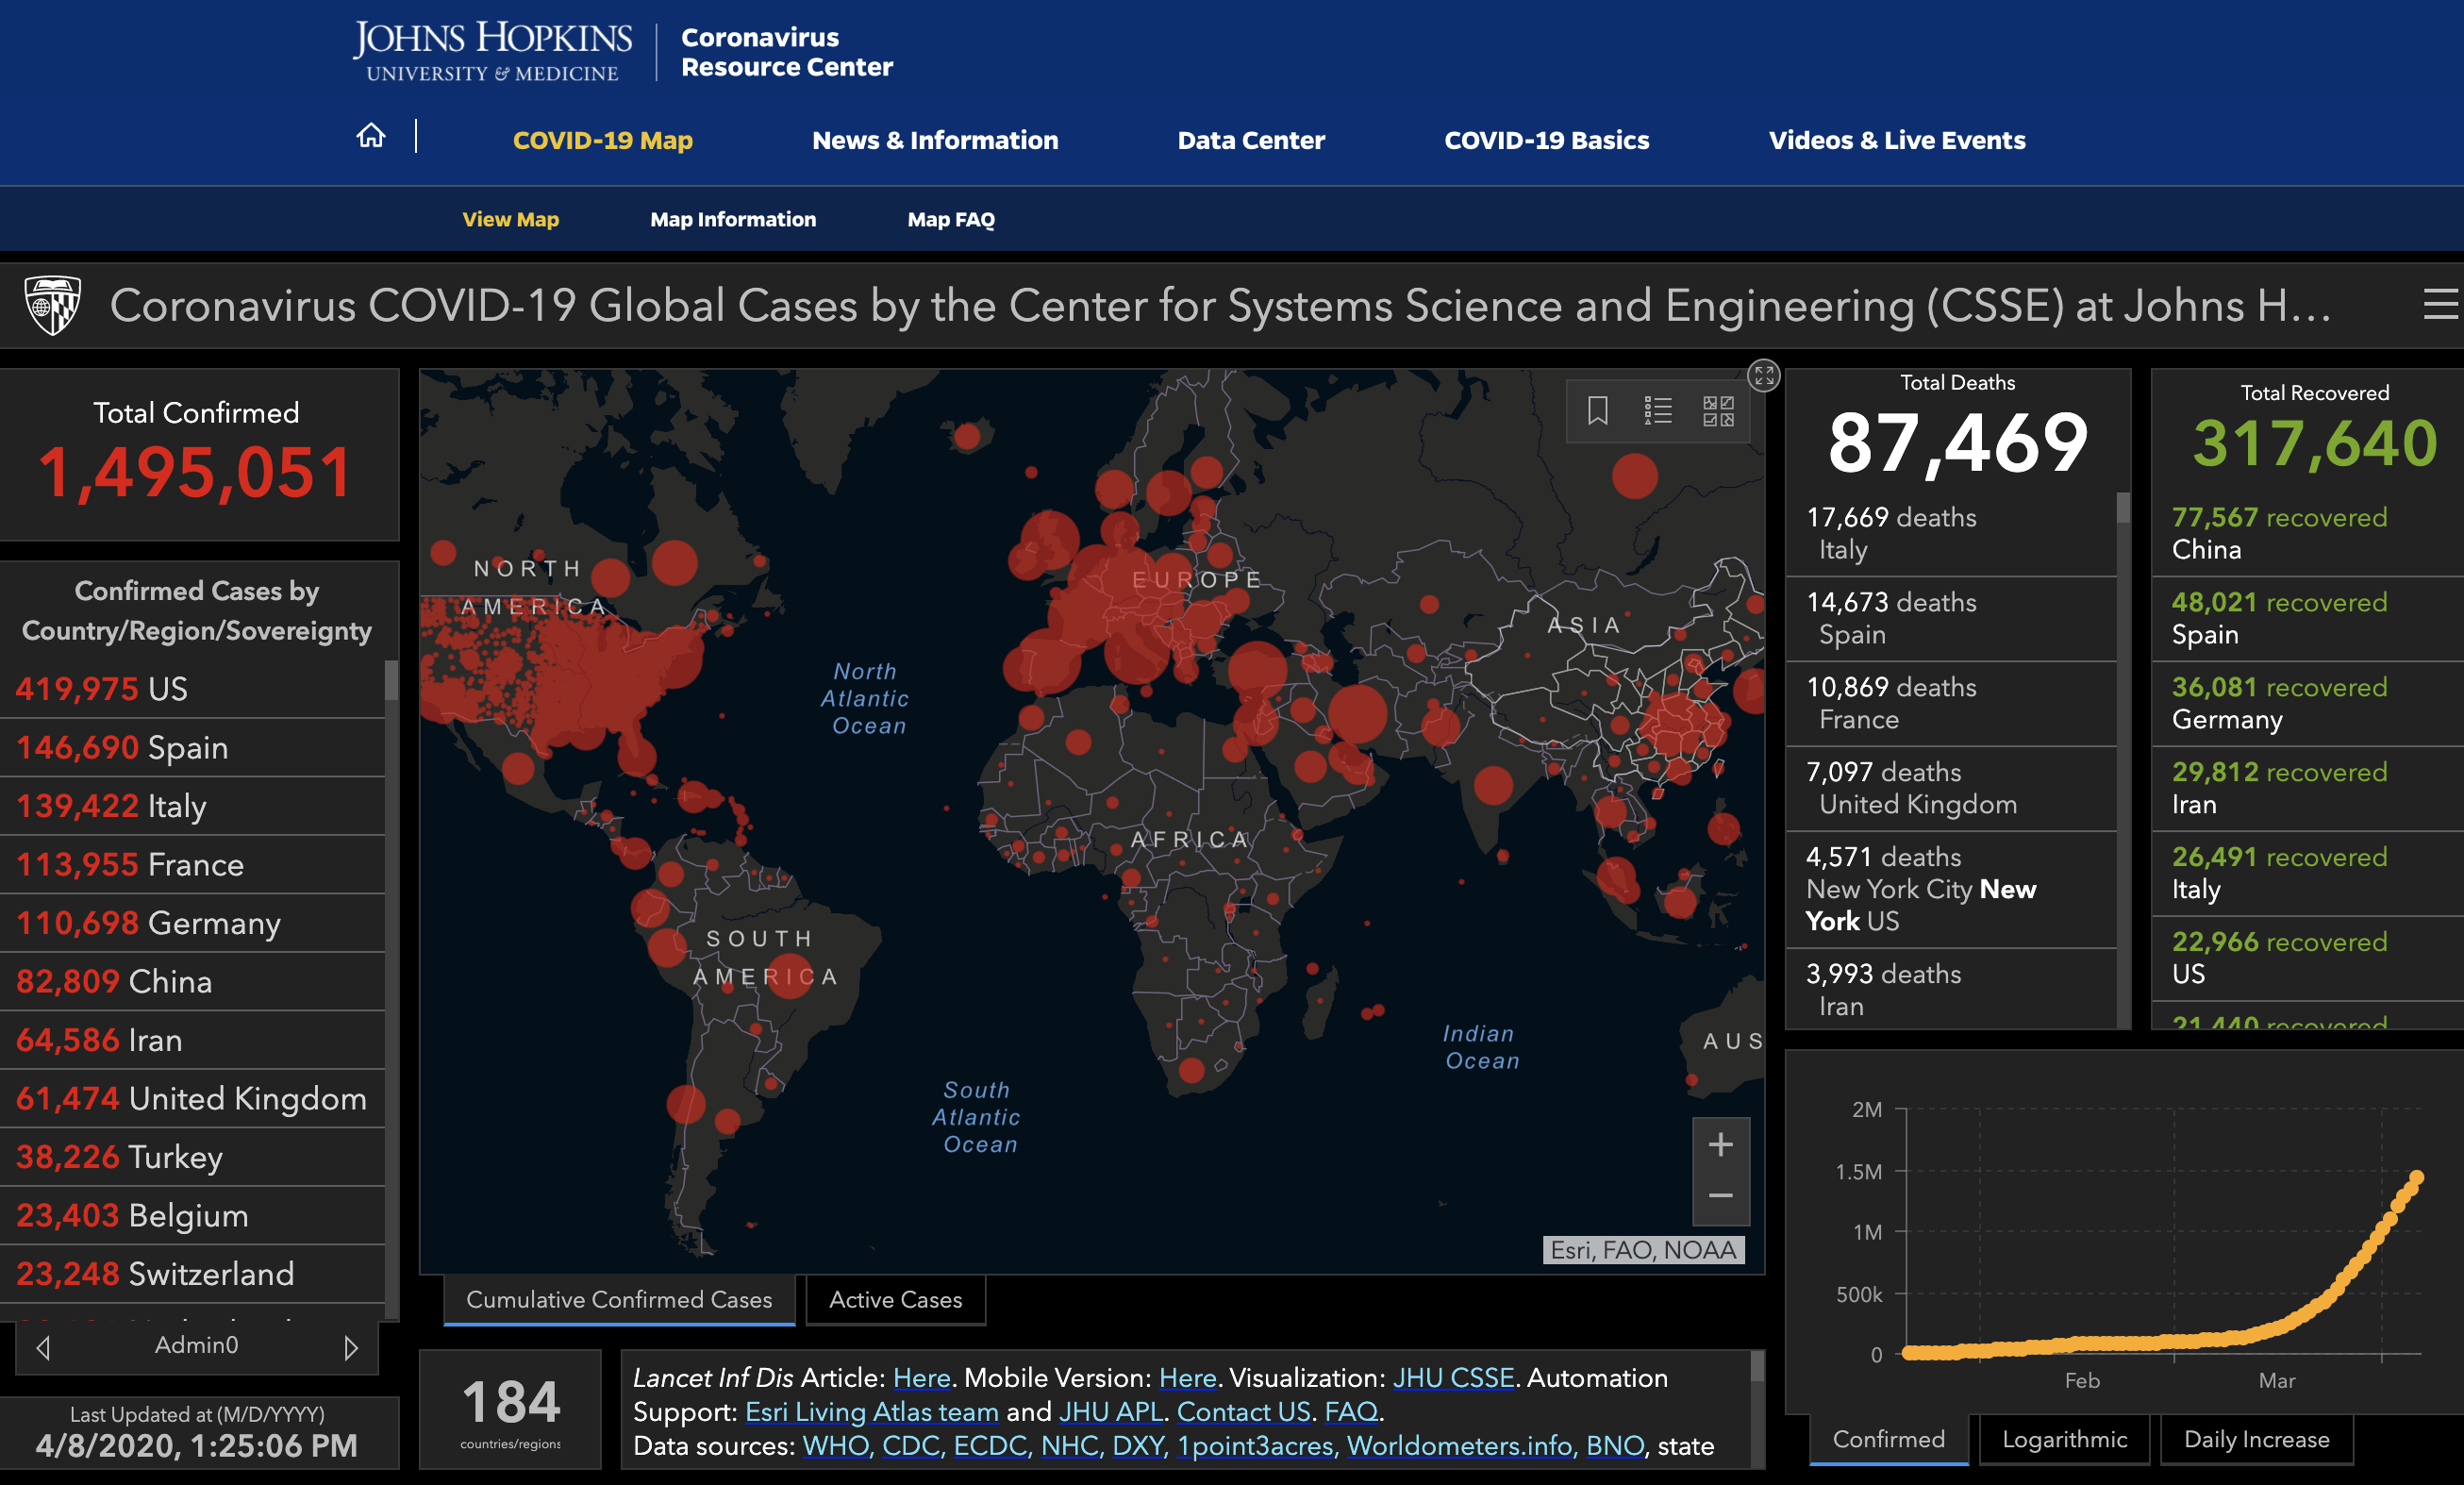 JOHNS HOPKINS
UNIVERSITY & MEDICINE
Coronavirus
Resource Center
COVID-19 Map
News & Information
Data Center
COVID-19 Basics
Videos & Live Events
View Map
Map Information
Map FAQ
Coronavirus COVID-19 Global Cases by the Center for Systems Science and Engineering (CSSE) at Johns H...
Total Confirmed
1,495,051
Confirmed Cases by
Country/Region/Sovereignty
419,975 US
146,690 Spain
139,422 Italy
113,955 France
110,698 Germany
82,809 China
64,586 Iran
61,474 United Kingdom
38,226 Turkey
23,403 Belgium
23,248 Switzerland
Admin0
Last Updated at (M/D/YYYY)
4/8/2020, 1:25:06 PM
NORTH
AMERICA
EUROPE
ASIA
North
Atlantic
Ocean
AFRICA
SOUTH
AMERICA
Indian
Ocean
AUS
South
Atlantic
Ocean
+
−
Esri, FAO, NOAA
Cumulative Confirmed Cases
Active Cases
184
countries/regions
Lancet Inf Dis Article: Here. Mobile Version: Here. Visualization: JHU CSSE. Automation
Support: Esri Living Atlas team and JHU APL. Contact US. FAQ.
Data sources: WHO, CDC, ECDC, NHC, DXY, 1point3acres, Worldometers.info, BNO, state
Total Deaths
87,469
17,669 deaths
Italy
14,673 deaths
Spain
10,869 deaths
France
7,097 deaths
United Kingdom
4,571 deaths
New York City New
York US
3,993 deaths
Iran
Total Recovered
317,640
77,567 recovered
China
48,021 recovered
Spain
36,081 recovered
Germany
29,812 recovered
Iran
26,491 recovered
Italy
22,966 recovered
US
21,440 recovered
2M
1.5M
1M
500k
0
Feb
Mar
Confirmed
Logarithmic
Daily Increase